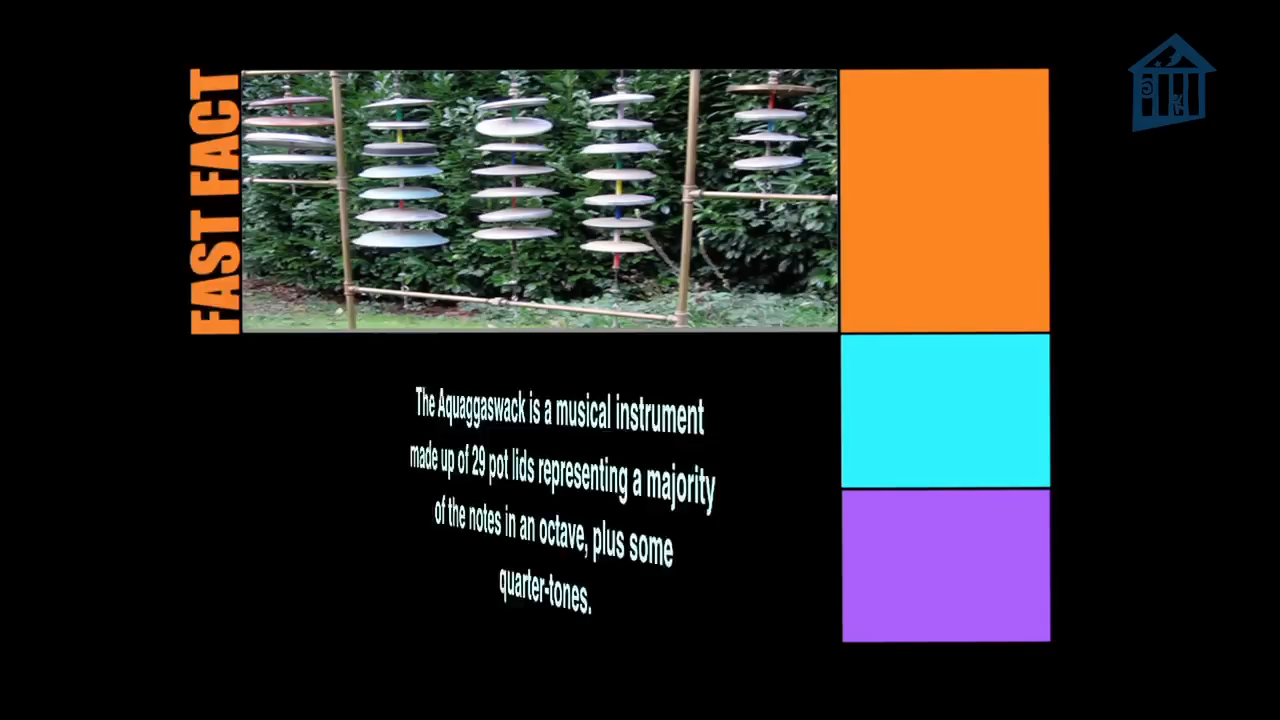 FAST FACT
The Aquaggaswack is a musical instrument
made up of 29 pot lids representing a majority
of the notes in an octave, plus some
quarter-tones.